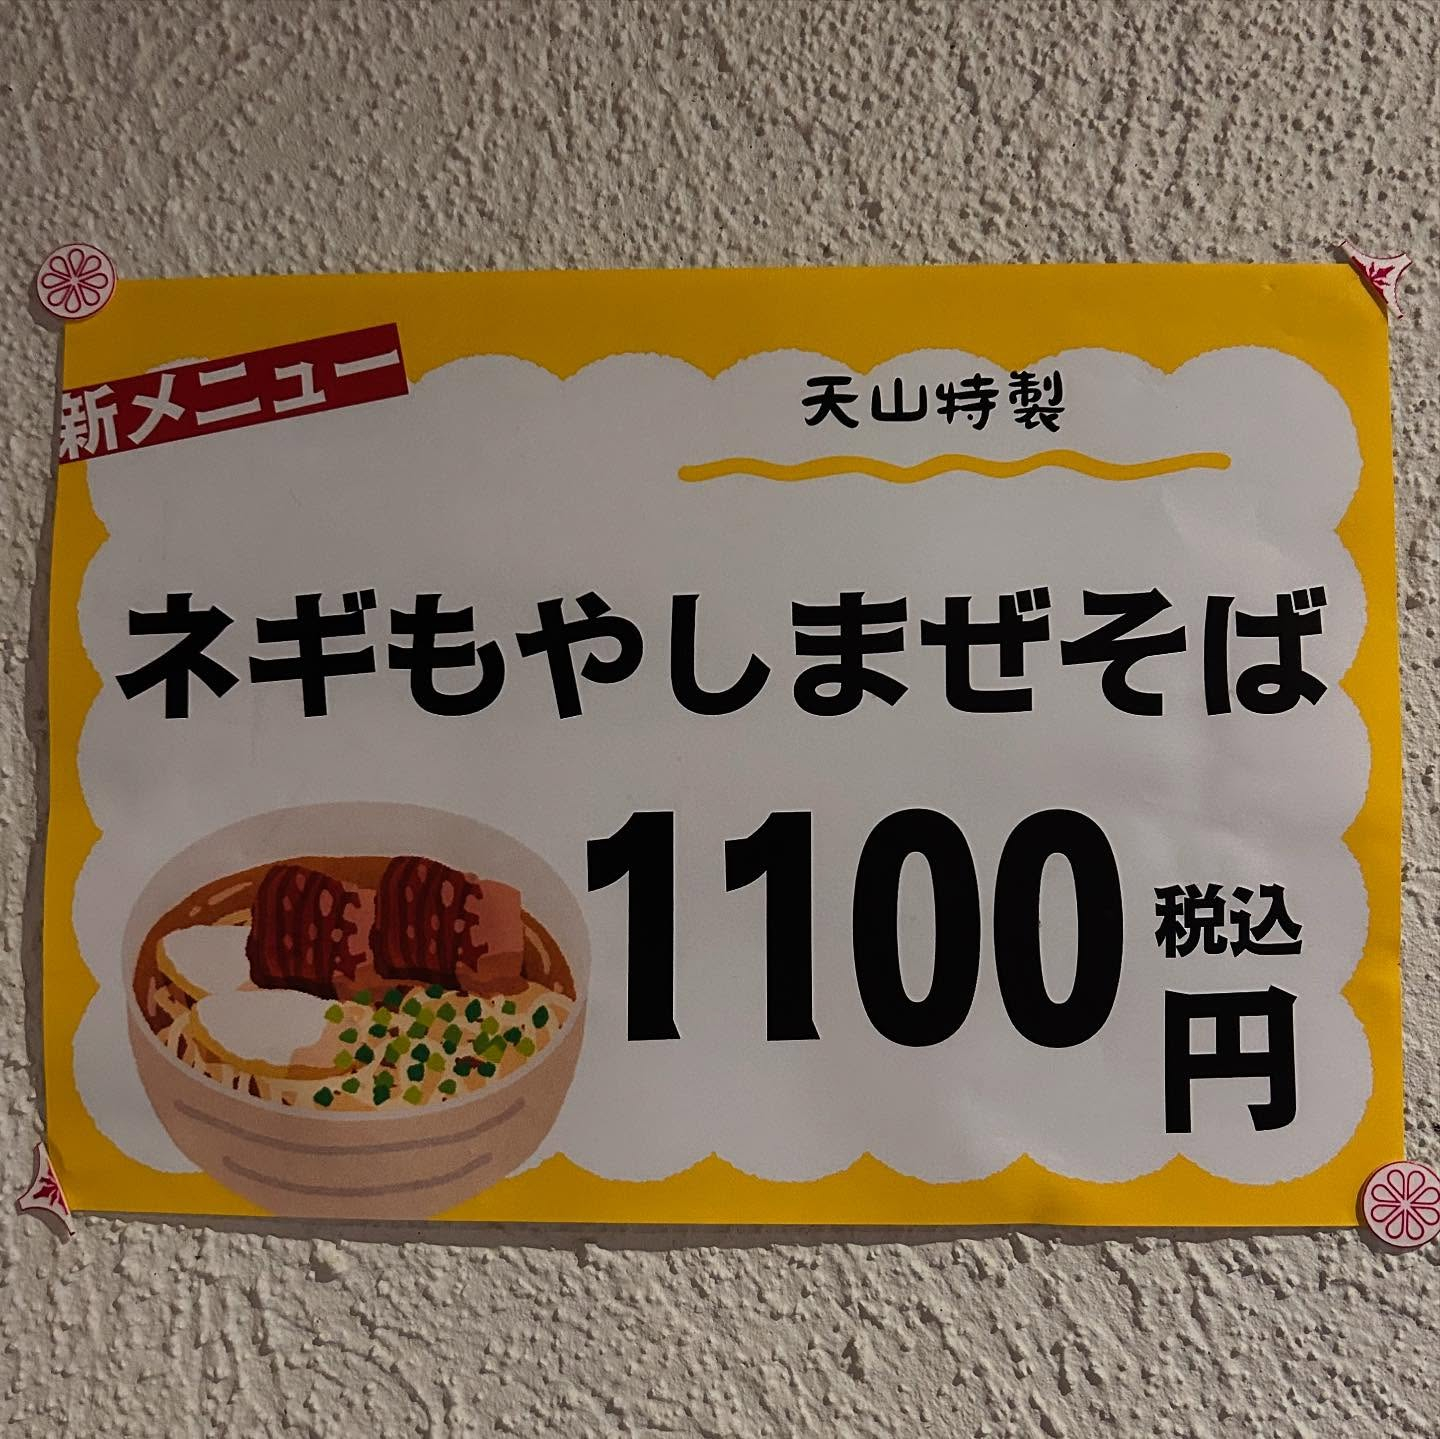 新メニュー
天山特製
ネギもやしまぜそば
1100
税込
円